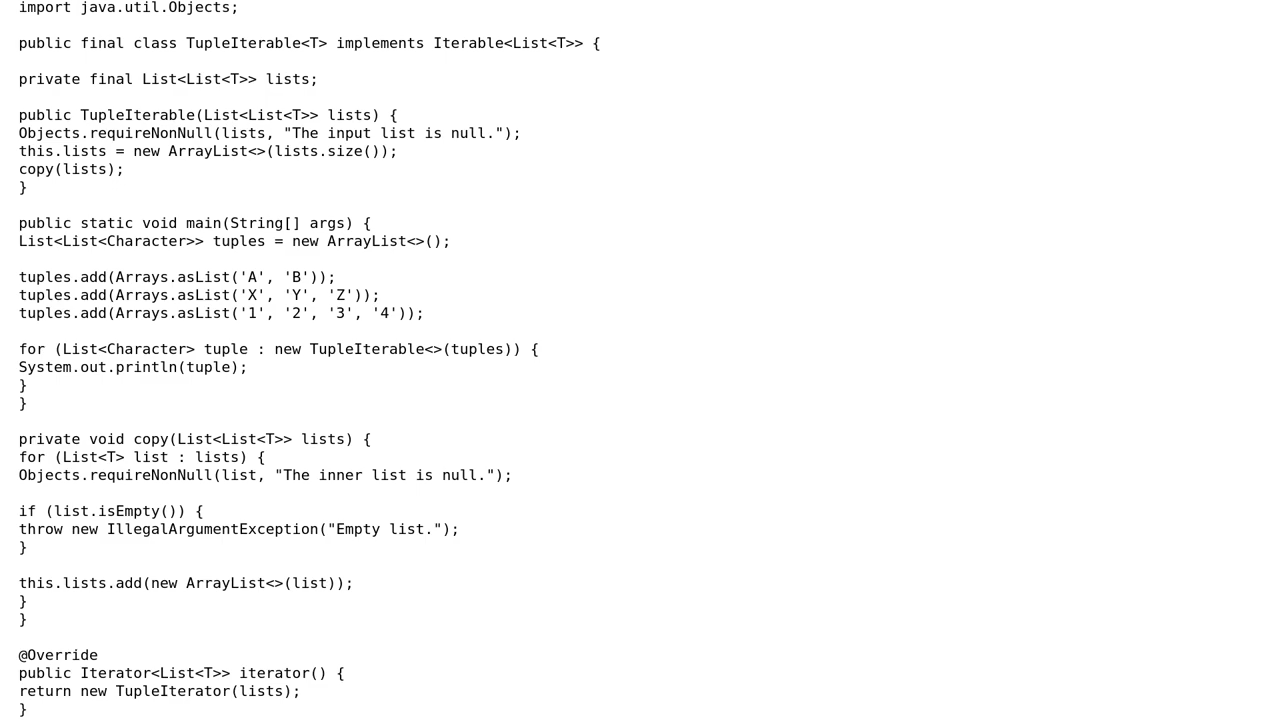 import java.util.Objects;
public final class TupleIterable<T> implements Iterable<List<T>> {
private final List<List<T>> lists;
public TupleIterable(List<List<T>> lists) {
Objects.requireNonNull(lists, "The input list is null.");
this.lists = new ArrayList<>(lists.size());
copy(lists);
}
public static void main(String[] args) {
List<List<Character>> tuples = new ArrayList<>();
tuples.add(Arrays.asList('A', 'B'));
tuples.add(Arrays.asList('X', 'Y', 'Z'));
tuples.add(Arrays.asList('1', '2', '3', '4'));
for (List<Character> tuple : new TupleIterable<>(tuples)) {
System.out.println(tuple);
}
}
private void copy(List<List<T>> lists) {
for (List<T> list : lists) {
Objects.requireNonNull(list, "The inner list is null.");
if (list.isEmpty()) {
throw new IllegalArgumentException("Empty list.");
}
this.lists.add(new ArrayList<>(list));
}
}
@Override
public Iterator<List<T>> iterator() {
return new TupleIterator(lists);
}